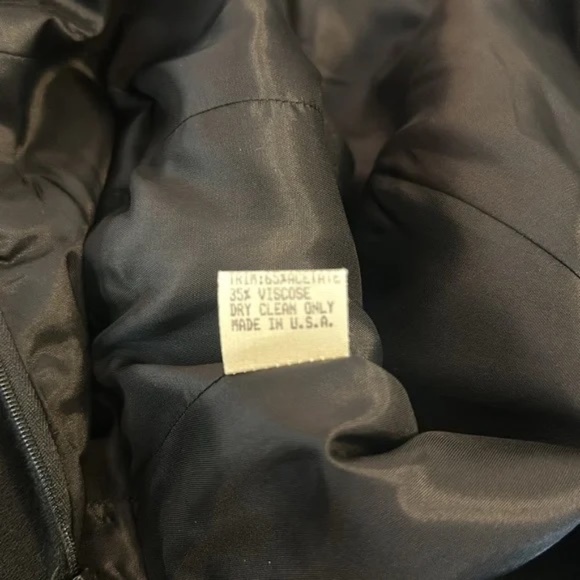 TRIM:65%ACETATE
35% VISCOSE
DRY CLEAN ONLY
MADE IN U.S.A.